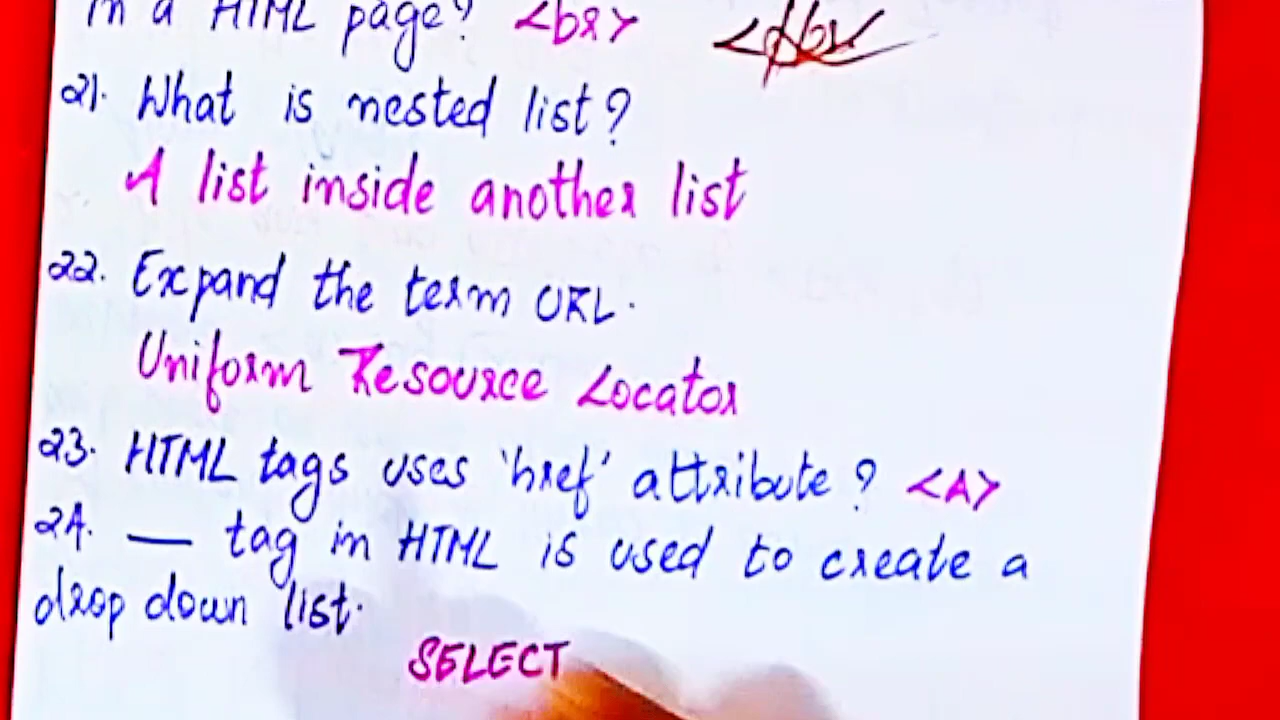 in a HTML page? <br>
21. What is nested list?
A list inside another list
22. Expand the term URL.
Uniform Resource Locator
23. HTML tags uses 'href' attribute? <A>
24. — tag in HTML is used to create a
drop down list.
SELECT